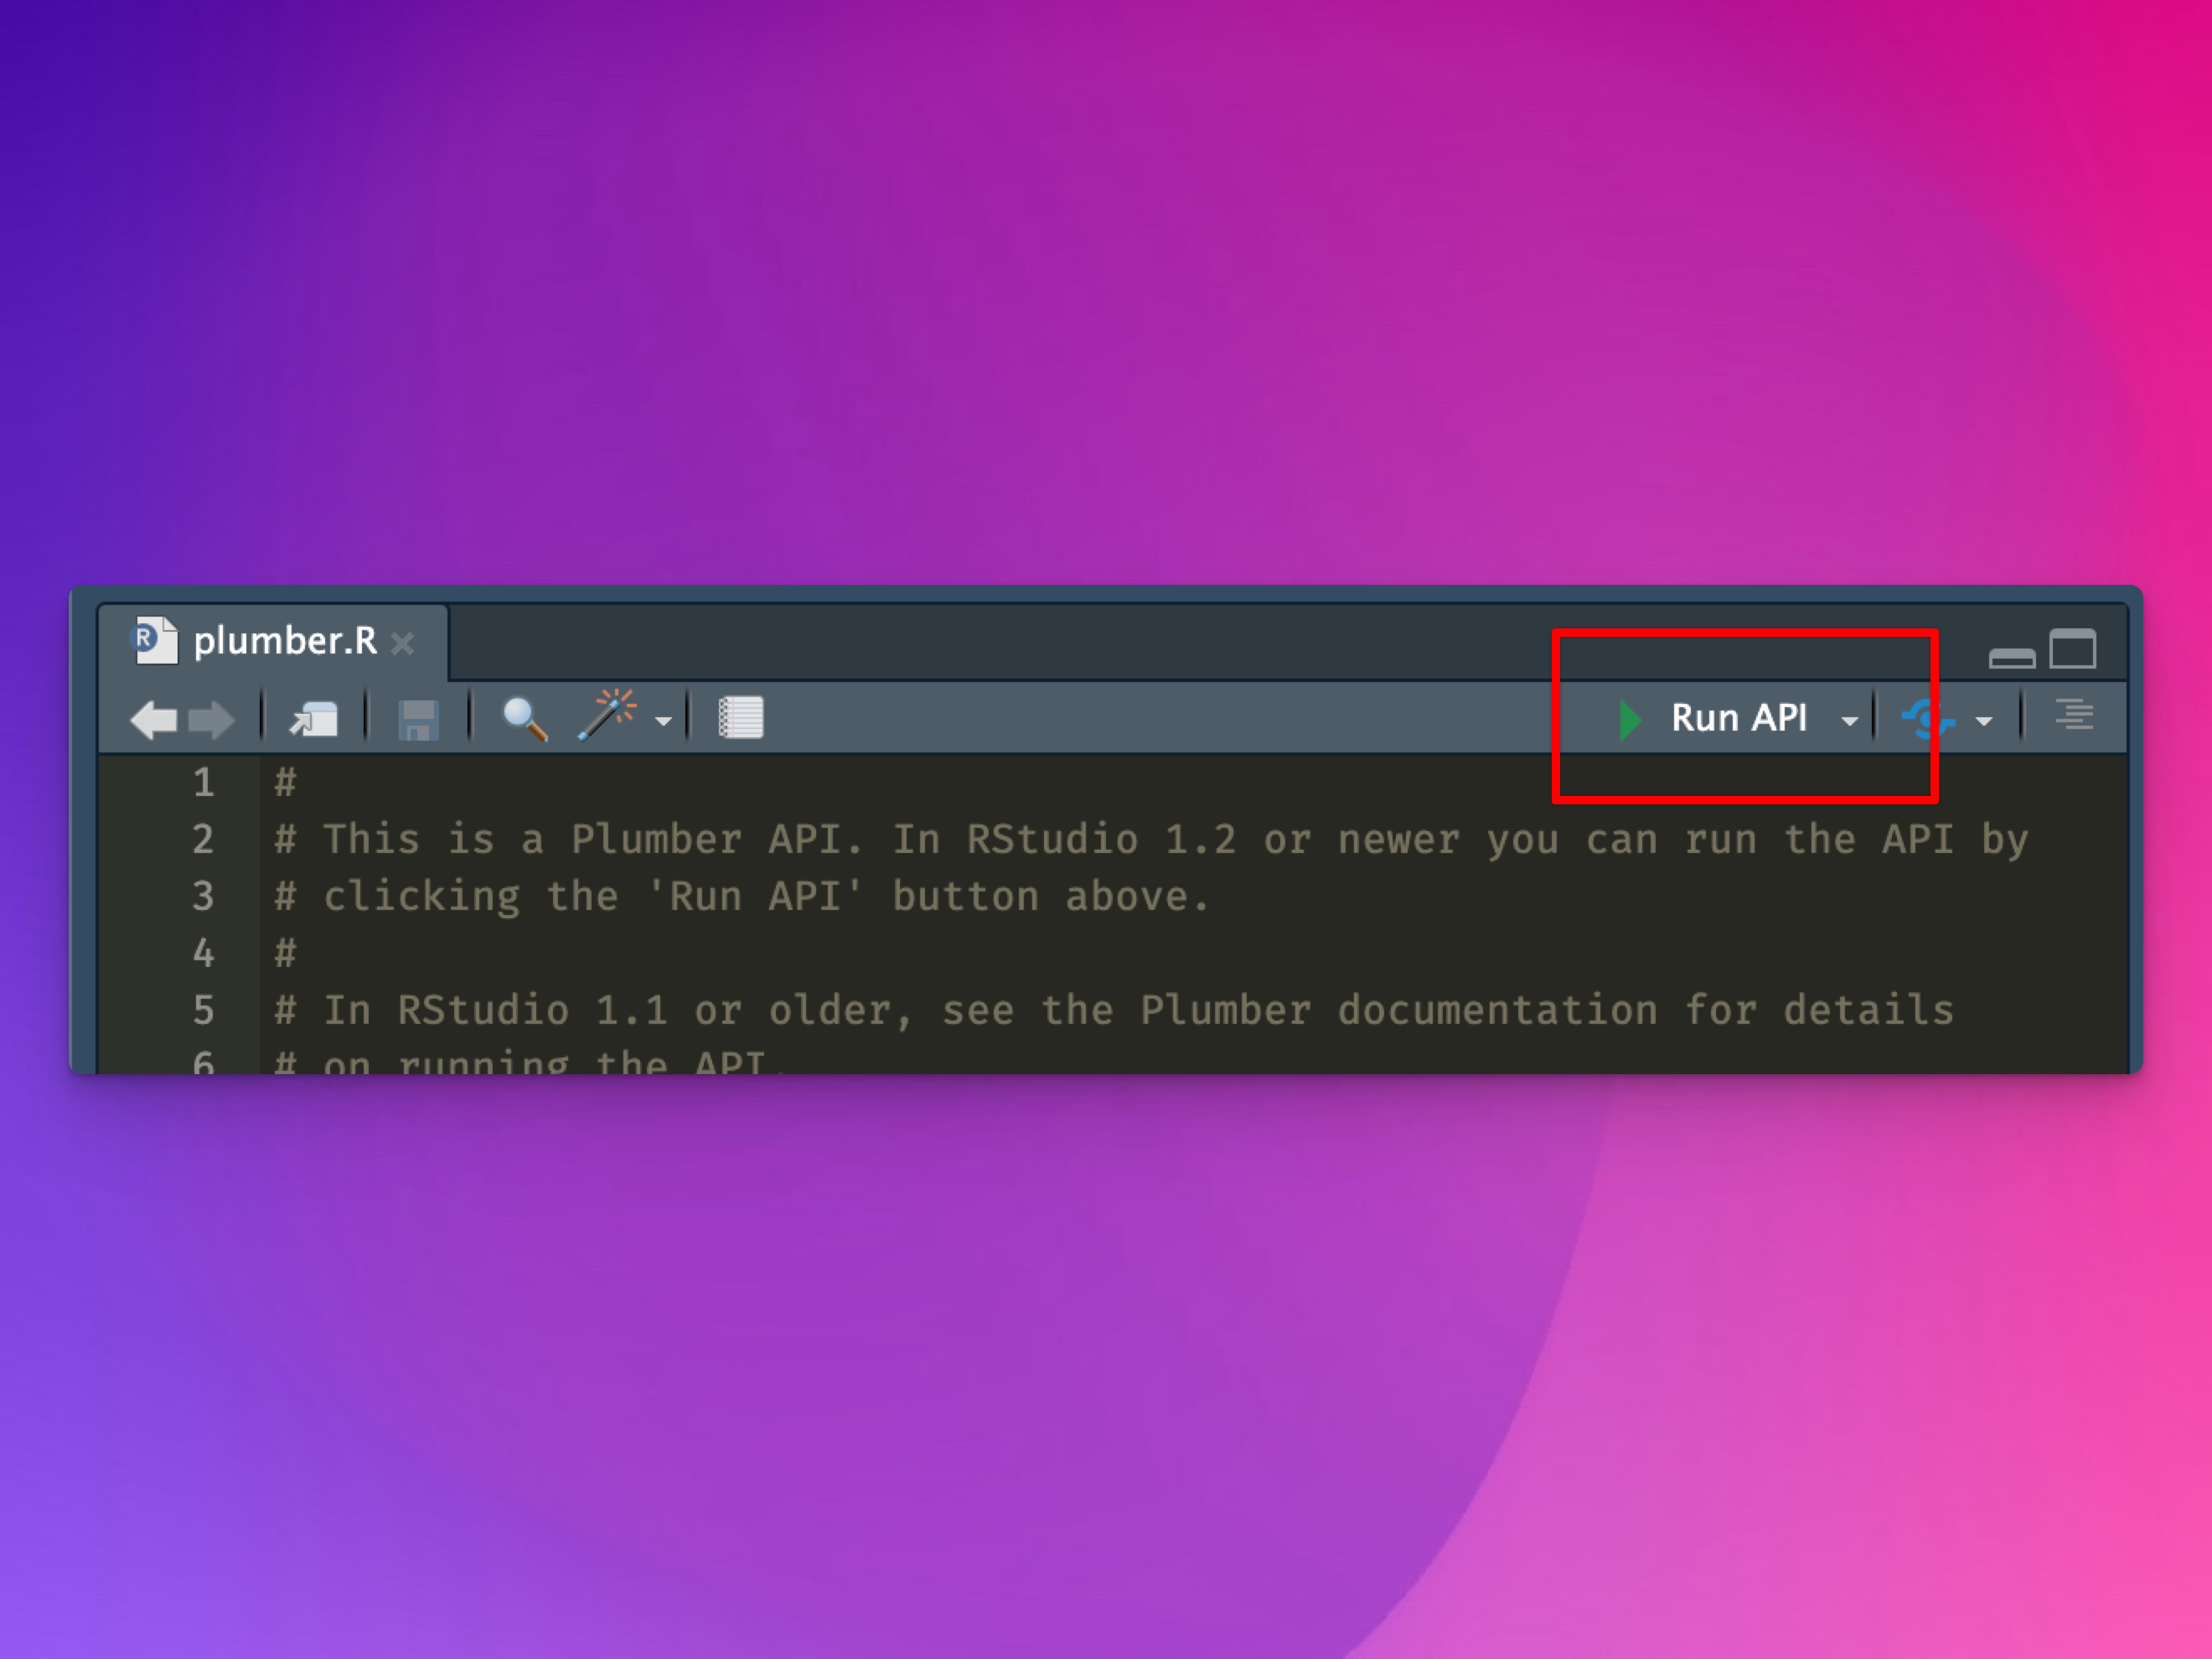 plumber.R
Run API
1 #
2 # This is a Plumber API. In RStudio 1.2 or newer you can run the API by
3 # clicking the 'Run API' button above.
4 #
5 # In RStudio 1.1 or older, see the Plumber documentation for details
6 # on running the API.